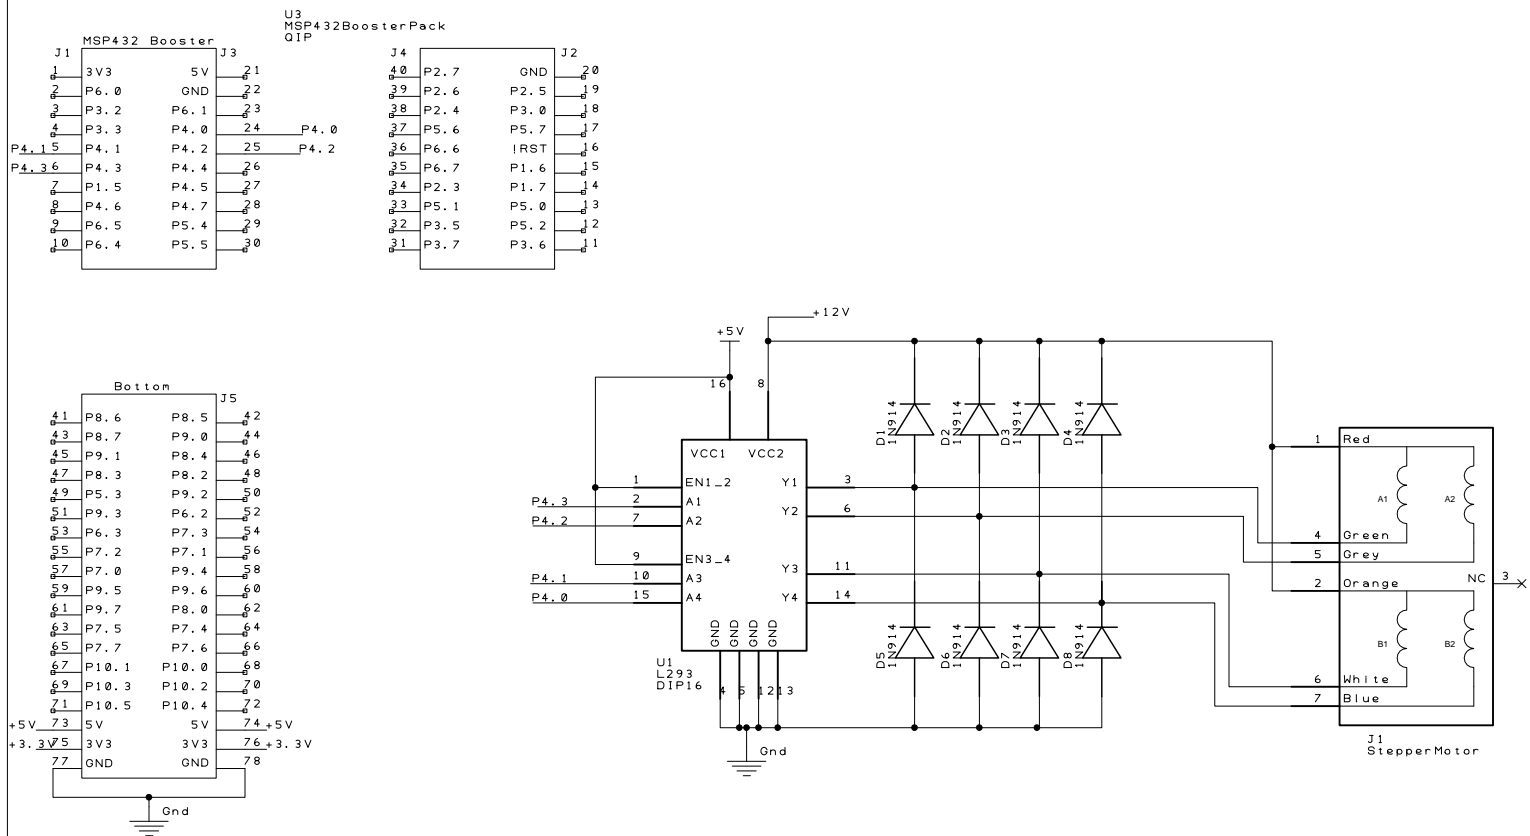 U3
MSP432BoosterPack
QIP
MSP432 Booster
J1 J3
1 3V3 5V 21
2 P6.0 GND 22
3 P3.2 P6.1 23
4 P3.3 P4.0 24 P4.0
P4.1 5 P4.1 P4.2 25 P4.2
P4.3 6 P4.3 P4.4 26
7 P1.5 P4.5 27
8 P4.6 P4.7 28
9 P6.5 P5.4 29
10 P6.4 P5.5 30
J4 J2
40 P2.7 GND 20
39 P2.6 P2.5 19
38 P2.4 P3.0 18
37 P5.6 P5.7 17
36 P6.6 !RST 16
35 P6.7 P1.6 15
34 P2.3 P1.7 14
33 P5.1 P5.0 13
32 P3.5 P5.2 12
31 P3.7 P3.6 11
Bottom
J5
41 P8.6 P8.5 42
43 P8.7 P9.0 44
45 P9.1 P8.4 46
47 P8.3 P8.2 48
49 P5.3 P9.2 50
51 P9.3 P6.2 52
53 P6.3 P7.3 54
55 P7.2 P7.1 56
57 P7.0 P9.4 58
59 P9.5 P9.6 60
61 P9.7 P8.0 62
63 P7.5 P7.4 64
65 P7.7 P7.6 66
67 P10.1 P10.0 68
69 P10.3 P10.2 70
71 P10.5 P10.4 72
+5V 73 5V 5V 74 +5V
+3.3V 75 3V3 3V3 76 +3.3V
77 GND GND 78
Gnd
+12V
+5V
16 8
VCC1 VCC2
1 EN1_2 Y1 3
P4.3 2 A1
P4.2 7 A2 Y2 6
9 EN3_4 Y3 11
P4.1 10 A3
P4.0 15 A4 Y4 14
GND GND GND GND
U1
L293
DIP16
4 5 12 13
Gnd
D1 1N914
D2 1N914
D3 1N914
D4 1N914
D5 1N914
D6 1N914
D7 1N914
D8 1N914
1 Red
A1 A2
4 Green
5 Grey
2 Orange
NC 3
B1 B2
6 White
7 Blue
J1
StepperMotor